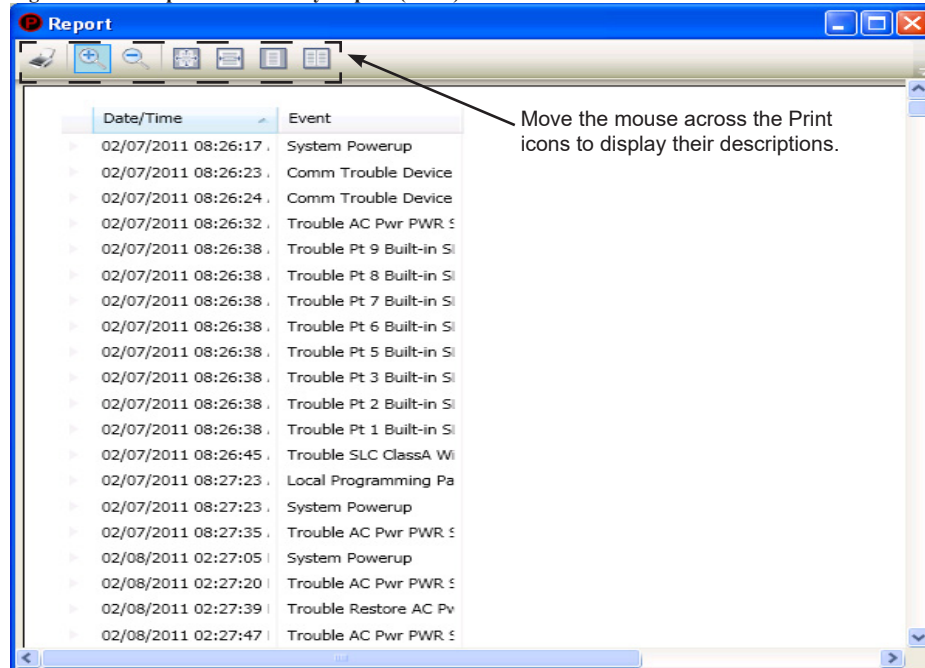 Report
Move the mouse across the Print
icons to display their descriptions.
Date/Time Event
02/07/2011 08:26:17 System Powerup
02/07/2011 08:26:23 Comm Trouble Device
02/07/2011 08:26:24 Comm Trouble Device
02/07/2011 08:26:32 Trouble AC Pwr PWR
02/07/2011 08:26:38 Trouble Pt 9 Built-in
02/07/2011 08:26:38 Trouble Pt 8 Built-in
02/07/2011 08:26:38 Trouble Pt 7 Built-in
02/07/2011 08:26:38 Trouble Pt 6 Built-in
02/07/2011 08:26:38 Trouble Pt 5 Built-in
02/07/2011 08:26:38 Trouble Pt 3 Built-in
02/07/2011 08:26:38 Trouble Pt 2 Built-in
02/07/2011 08:26:38 Trouble Pt 1 Built-in
02/07/2011 08:26:45 Trouble SLC ClassA Wi
02/07/2011 08:27:23 Local Programming Pa
02/07/2011 08:27:23 System Powerup
02/07/2011 08:27:35 Trouble AC Pwr PWR
02/08/2011 02:27:05 System Powerup
02/08/2011 02:27:20 Trouble AC Pwr PWR
02/08/2011 02:27:39 Trouble Restore AC
02/08/2011 02:27:47 Trouble AC Pwr PWR